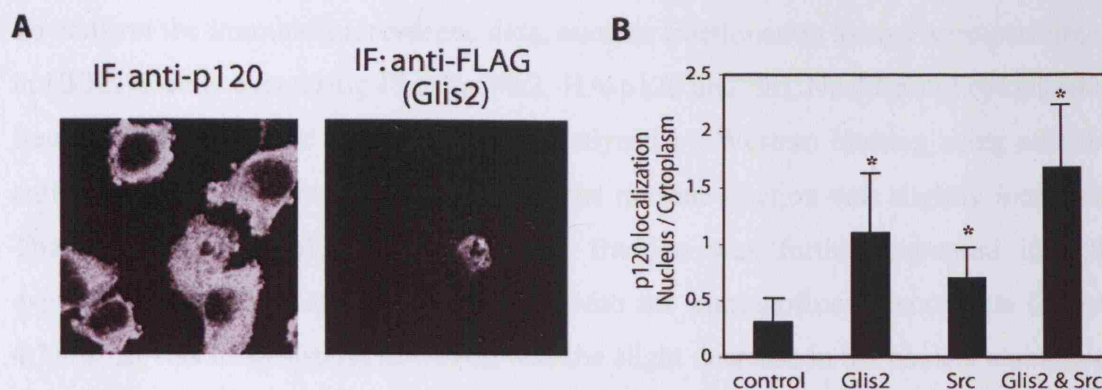 A
B
IF: anti-p120
IF: anti-FLAG
(Glis2)
p120 localization
Nucleus / Cytoplasm
2.5
2
1.5
1
0.5
0
*
*
*
control
Glis2
Src
Glis2 & Src